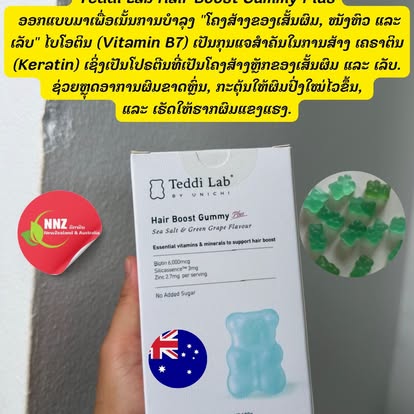 Teddi Lab Hair Boost Gummy Plus
ອອກແບບມາເພື່ອເນັ້ນການບຳລຸງ "ໂຄງສ້າງຂອງເສັ້ນຜົມ, ໜັງຫົວ ແລະ
ເລັບ" ໄບໂອຕິນ (Vitamin B7) ເປັນກຸນແຈສຳຄັນໃນການສ້າງ ເຄຣາຕິນ
(Keratin) ເຊິ່ງເປັນໂປຣຕີນທີ່ເປັນໂຄງສ້າງຫຼັກຂອງເສັ້ນຜົມ ແລະ ເລັບ.
ຊ່ວຍຫຼຸດອາການຜົມຂາດຫຼົ່ນ, ກະຕຸ້ນໃຫ້ຜົມປົ່ງໃໝ່ໄວຂຶ້ນ,
ແລະ ເຮັດໃຫ້ຮາກຜົມແຂງແຮງ.
Teddi Lab®
BY UNICHI
Hair Boost Gummy Plus
Sea Salt & Green Grape Flavour
Essential vitamins & minerals to support hair boost
Biotin 6,000mcg
Silicassence™ 3mg
Zinc 2.7mg, per serving
No Added Sugar
NNZ
NewZealand & Australia